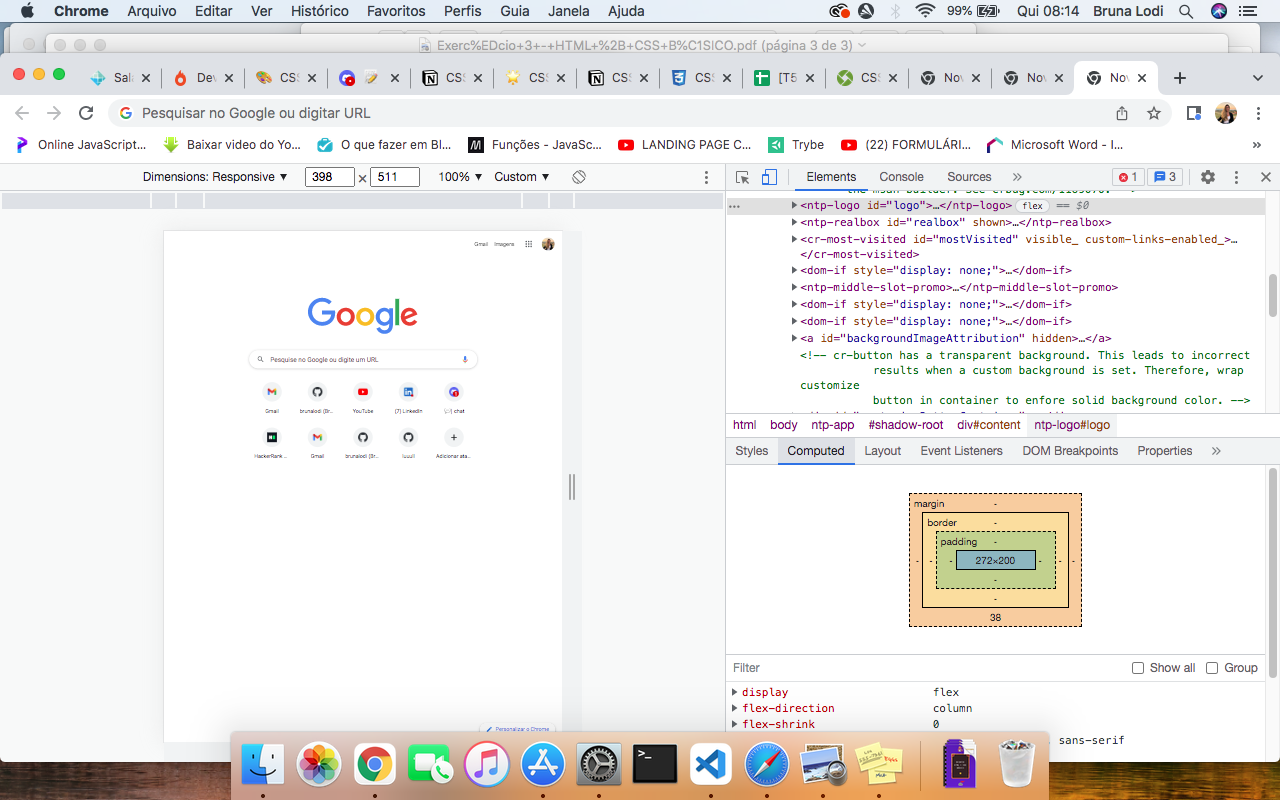 Chrome Arquivo Editar Ver Histórico Favoritos Perfis Guia Janela Ajuda 99% Qui 08:14 Bruna Lodi
Exerc%EDcio+3+-+HTML+%2B+CSS+B%C1SICO.pdf (página 3 de 3)
Sal Dev CSS CSS CSS CSS CSS [T5 CSS Nov Nov Nov
Pesquisar no Google ou digitar URL
Online JavaScript... Baixar video do Yo... O que fazer em Bl... Funções - JavaSc... LANDING PAGE C... Trybe (22) FORMULÁRI... Microsoft Word - I... »
Dimensions: Responsive ▼ 398 × 511 100% ▼ Custom ▼
Elements Console Sources » 1 3
<ntp-logo id="logo">…</ntp-logo> flex == $0
<ntp-realbox id="realbox" shown>…</ntp-realbox>
<cr-most-visited id="mostVisited" visible_ custom-links-enabled_>…
</cr-most-visited>
<dom-if style="display: none;">…</dom-if>
<ntp-middle-slot-promo>…</ntp-middle-slot-promo>
<dom-if style="display: none;">…</dom-if>
<dom-if style="display: none;">…</dom-if>
<a id="backgroundImageAttribution" hidden>…</a>
<!-- cr-button has a transparent background. This leads to incorrect
results when a custom background is set. Therefore, wrap
customize
button in container to enfore solid background color. -->
html body ntp-app #shadow-root div#content ntp-logo#logo
Styles Computed Layout Event Listeners DOM Breakpoints Properties »
margin -
border -
padding -
- - - 272×200 - - -
-
-
38
Filter Show all Group
display flex
flex-direction column
flex-shrink 0
sans-serif
Gmail Imagens
Google
Pesquise no Google ou digite um URL
Gmail brunalodi (Br... YouTube (7) LinkedIn chat
HackerRank ... Gmail brunalodi (Br... luuull Adicionar ata...
Personalizar o Chrome